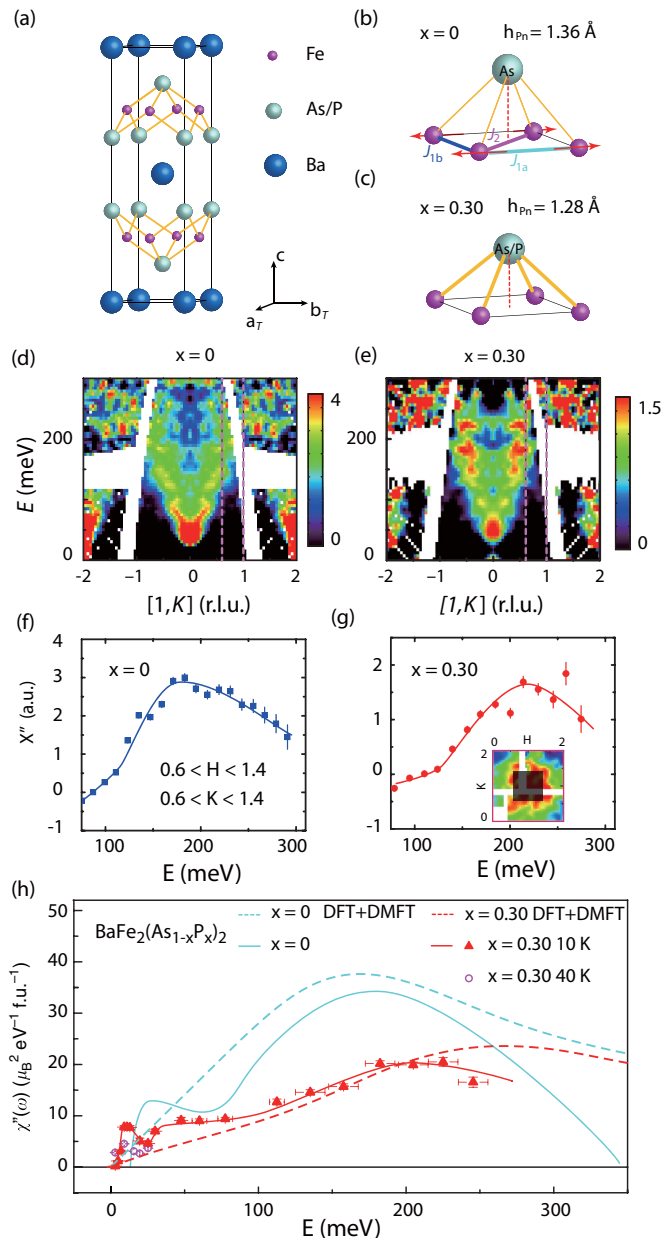 (a)
Fe
As/P
Ba
c
a_T
b_T
(b)
x = 0
h_Pn = 1.36 Å
As
J_2
J_1b
J_1a
(c)
x = 0.30
h_Pn = 1.28 Å
As/P
(d)
x = 0
4
0
200
0
E (meV)
-2 -1 0 1 2
[1,K] (r.l.u.)
(e)
x = 0.30
1.5
0
200
0
-2 -1 0 1 2
[1,K] (r.l.u.)
(f)
x = 0
4
3
2
1
0
-1
χ″ (a.u.)
0.6 < H < 1.4
0.6 < K < 1.4
100 200 300
E (meV)
(g)
x = 0.30
2
1
0
-1
0 H 2
2
K
0
100 200 300
E (meV)
(h)
BaFe₂(As₁₋ₓPₓ)₂
x = 0 DFT+DMFT
x = 0
x = 0.30 DFT+DMFT
x = 0.30 10 K
x = 0.30 40 K
50
40
30
20
10
0
χ″(ω) (μ_B² eV⁻¹ f.u.⁻¹)
0 100 200 300
E (meV)